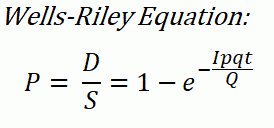 Wells-Riley Equation:
P = D/S = 1 − e^(−Ipqt/Q)